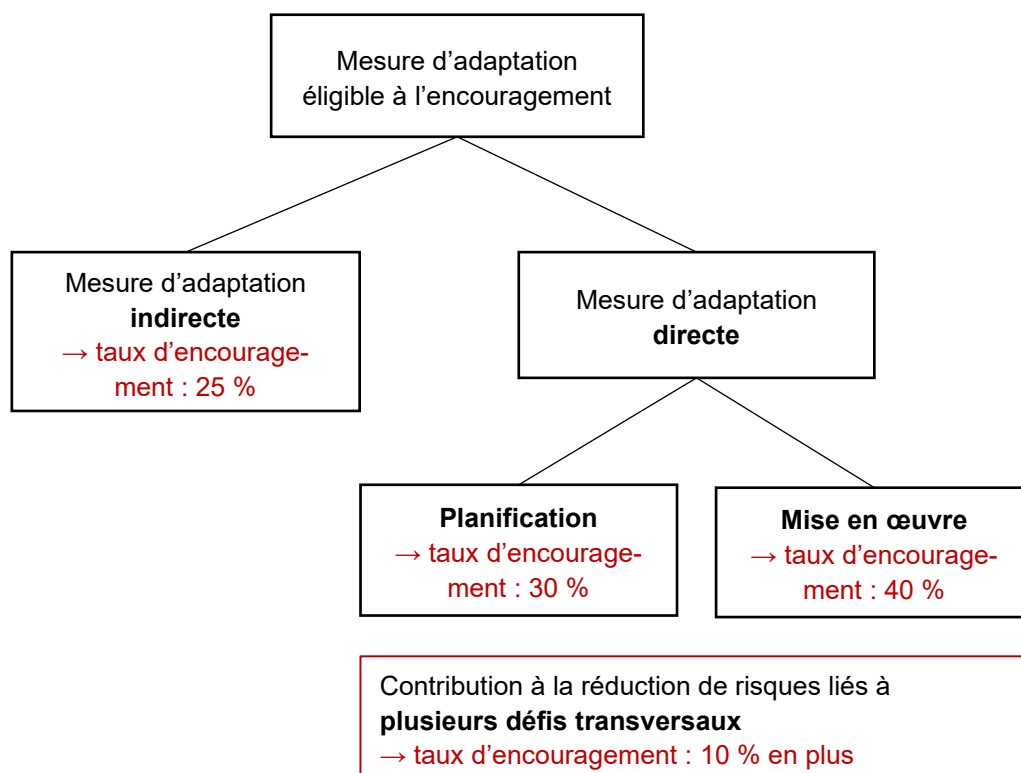 Mesure d’adaptation
éligible à l’encouragement
Mesure d’adaptation
indirecte
→ taux d’encourage-
ment : 25 %
Mesure d’adaptation
directe
Planification
→ taux d’encourage-
ment : 30 %
Mise en œuvre
→ taux d’encourage-
ment : 40 %
Contribution à la réduction de risques liés à
plusieurs défis transversaux
→ taux d’encouragement : 10 % en plus